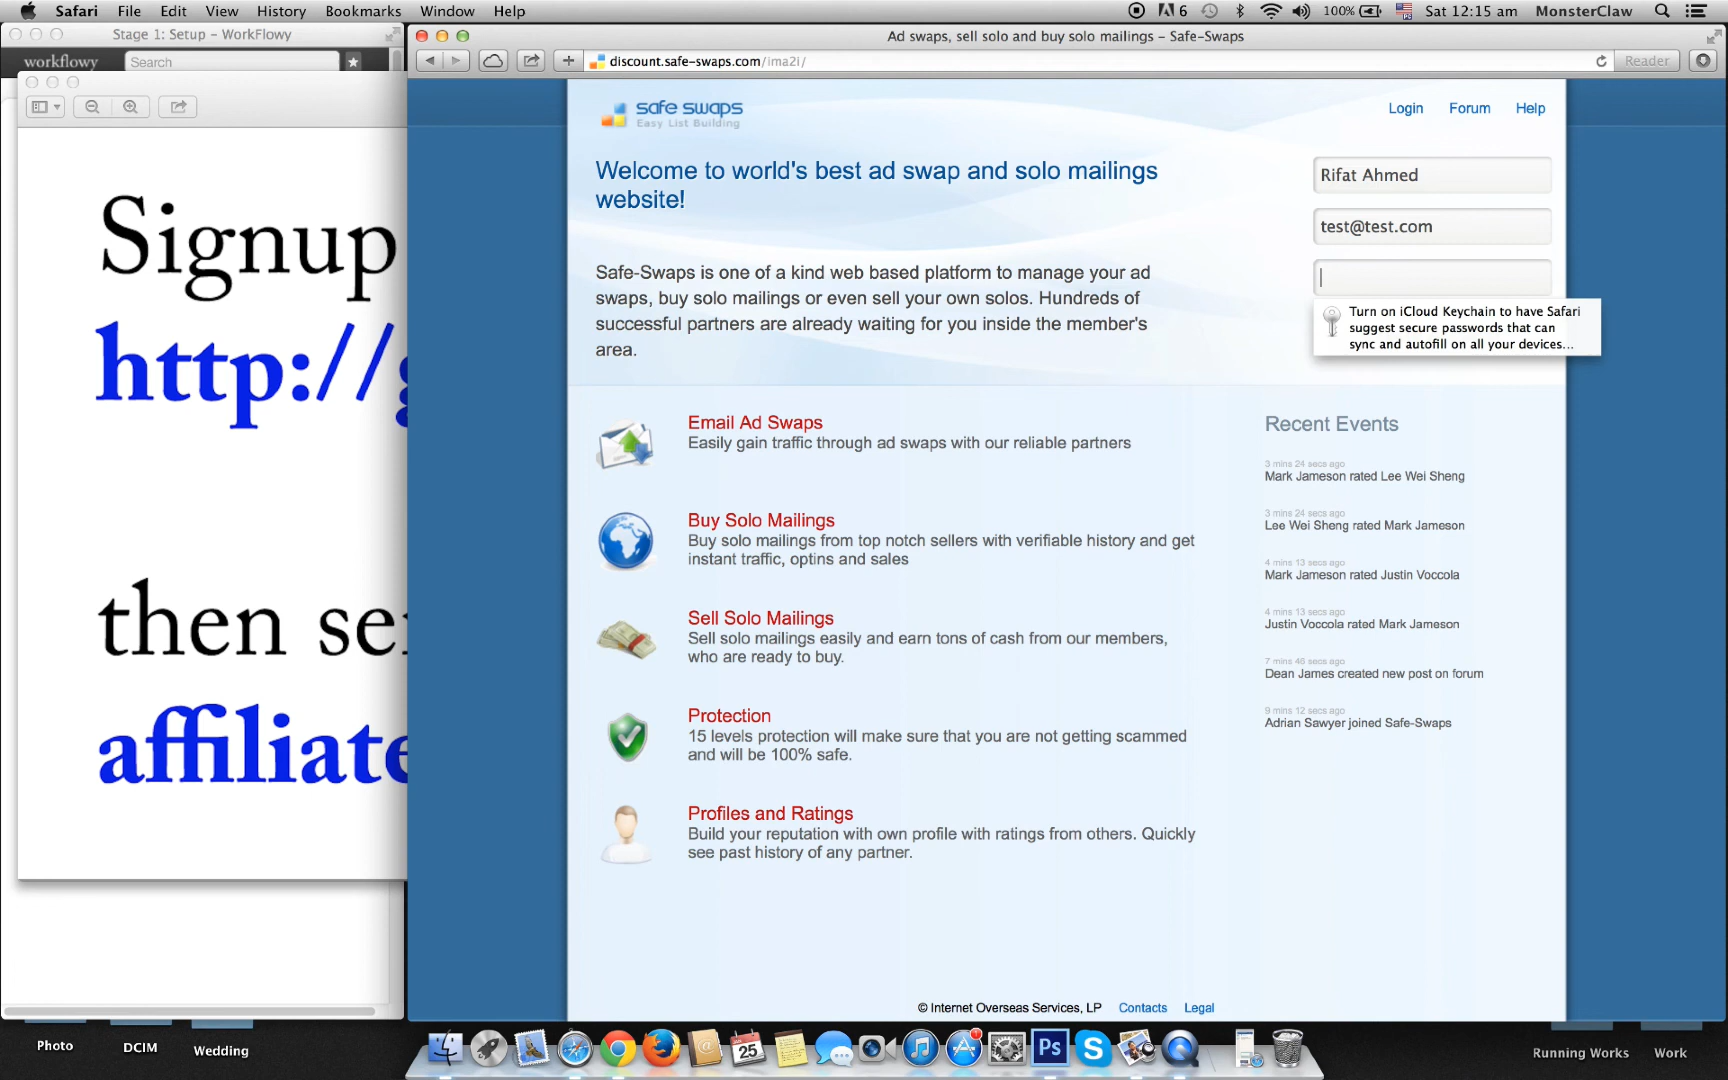 Safari File Edit View History Bookmarks Window Help
6 100% Sat 12:15 am MonsterClaw
Stage 1: Setup – WorkFlowy
workflowy Search
Signup
http://g
then se
affiliate
Ad swaps, sell solo and buy solo mailings – Safe-Swaps
discount.safe-swaps.com/ima2i/
Reader
safe swaps
Easy List Building
Login Forum Help
Welcome to world's best ad swap and solo mailings
website!
Safe-Swaps is one of a kind web based platform to manage your ad
swaps, buy solo mailings or even sell your own solos. Hundreds of
successful partners are already waiting for you inside the member's
area.
Rifat Ahmed
test@test.com
Turn on iCloud Keychain to have Safari
suggest secure passwords that can
sync and autofill on all your devices...
Email Ad Swaps
Easily gain traffic through ad swaps with our reliable partners
Buy Solo Mailings
Buy solo mailings from top notch sellers with verifiable history and get
instant traffic, optins and sales
Sell Solo Mailings
Sell solo mailings easily and earn tons of cash from our members,
who are ready to buy.
Protection
15 levels protection will make sure that you are not getting scammed
and will be 100% safe.
Profiles and Ratings
Build your reputation with own profile with ratings from others. Quickly
see past history of any partner.
Recent Events
3 mins 24 secs ago
Mark Jameson rated Lee Wei Sheng
3 mins 24 secs ago
Lee Wei Sheng rated Mark Jameson
4 mins 13 secs ago
Mark Jameson rated Justin Voccola
4 mins 13 secs ago
Justin Voccola rated Mark Jameson
7 mins 46 secs ago
Dean James created new post on forum
9 mins 12 secs ago
Adrian Sawyer joined Safe-Swaps
© Internet Overseas Services, LP Contacts Legal
Photo DCIM Wedding
25
Ps
Running Works Work